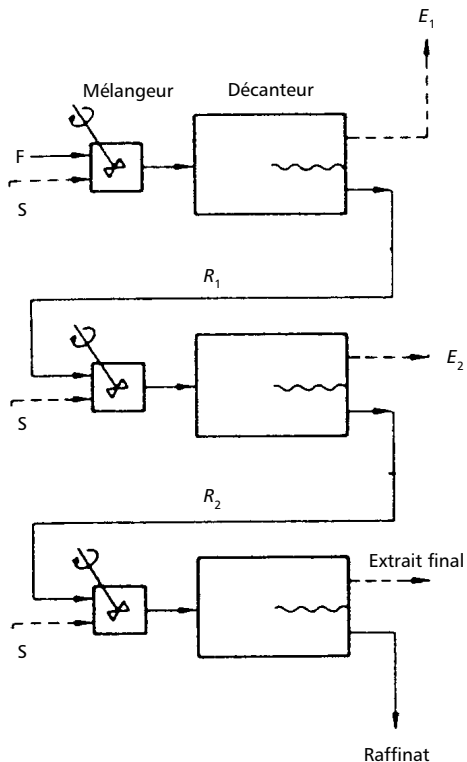 E1
Mélangeur
Décanteur
F
S
R1
S
E2
R2
Extrait final
S
Raffinat